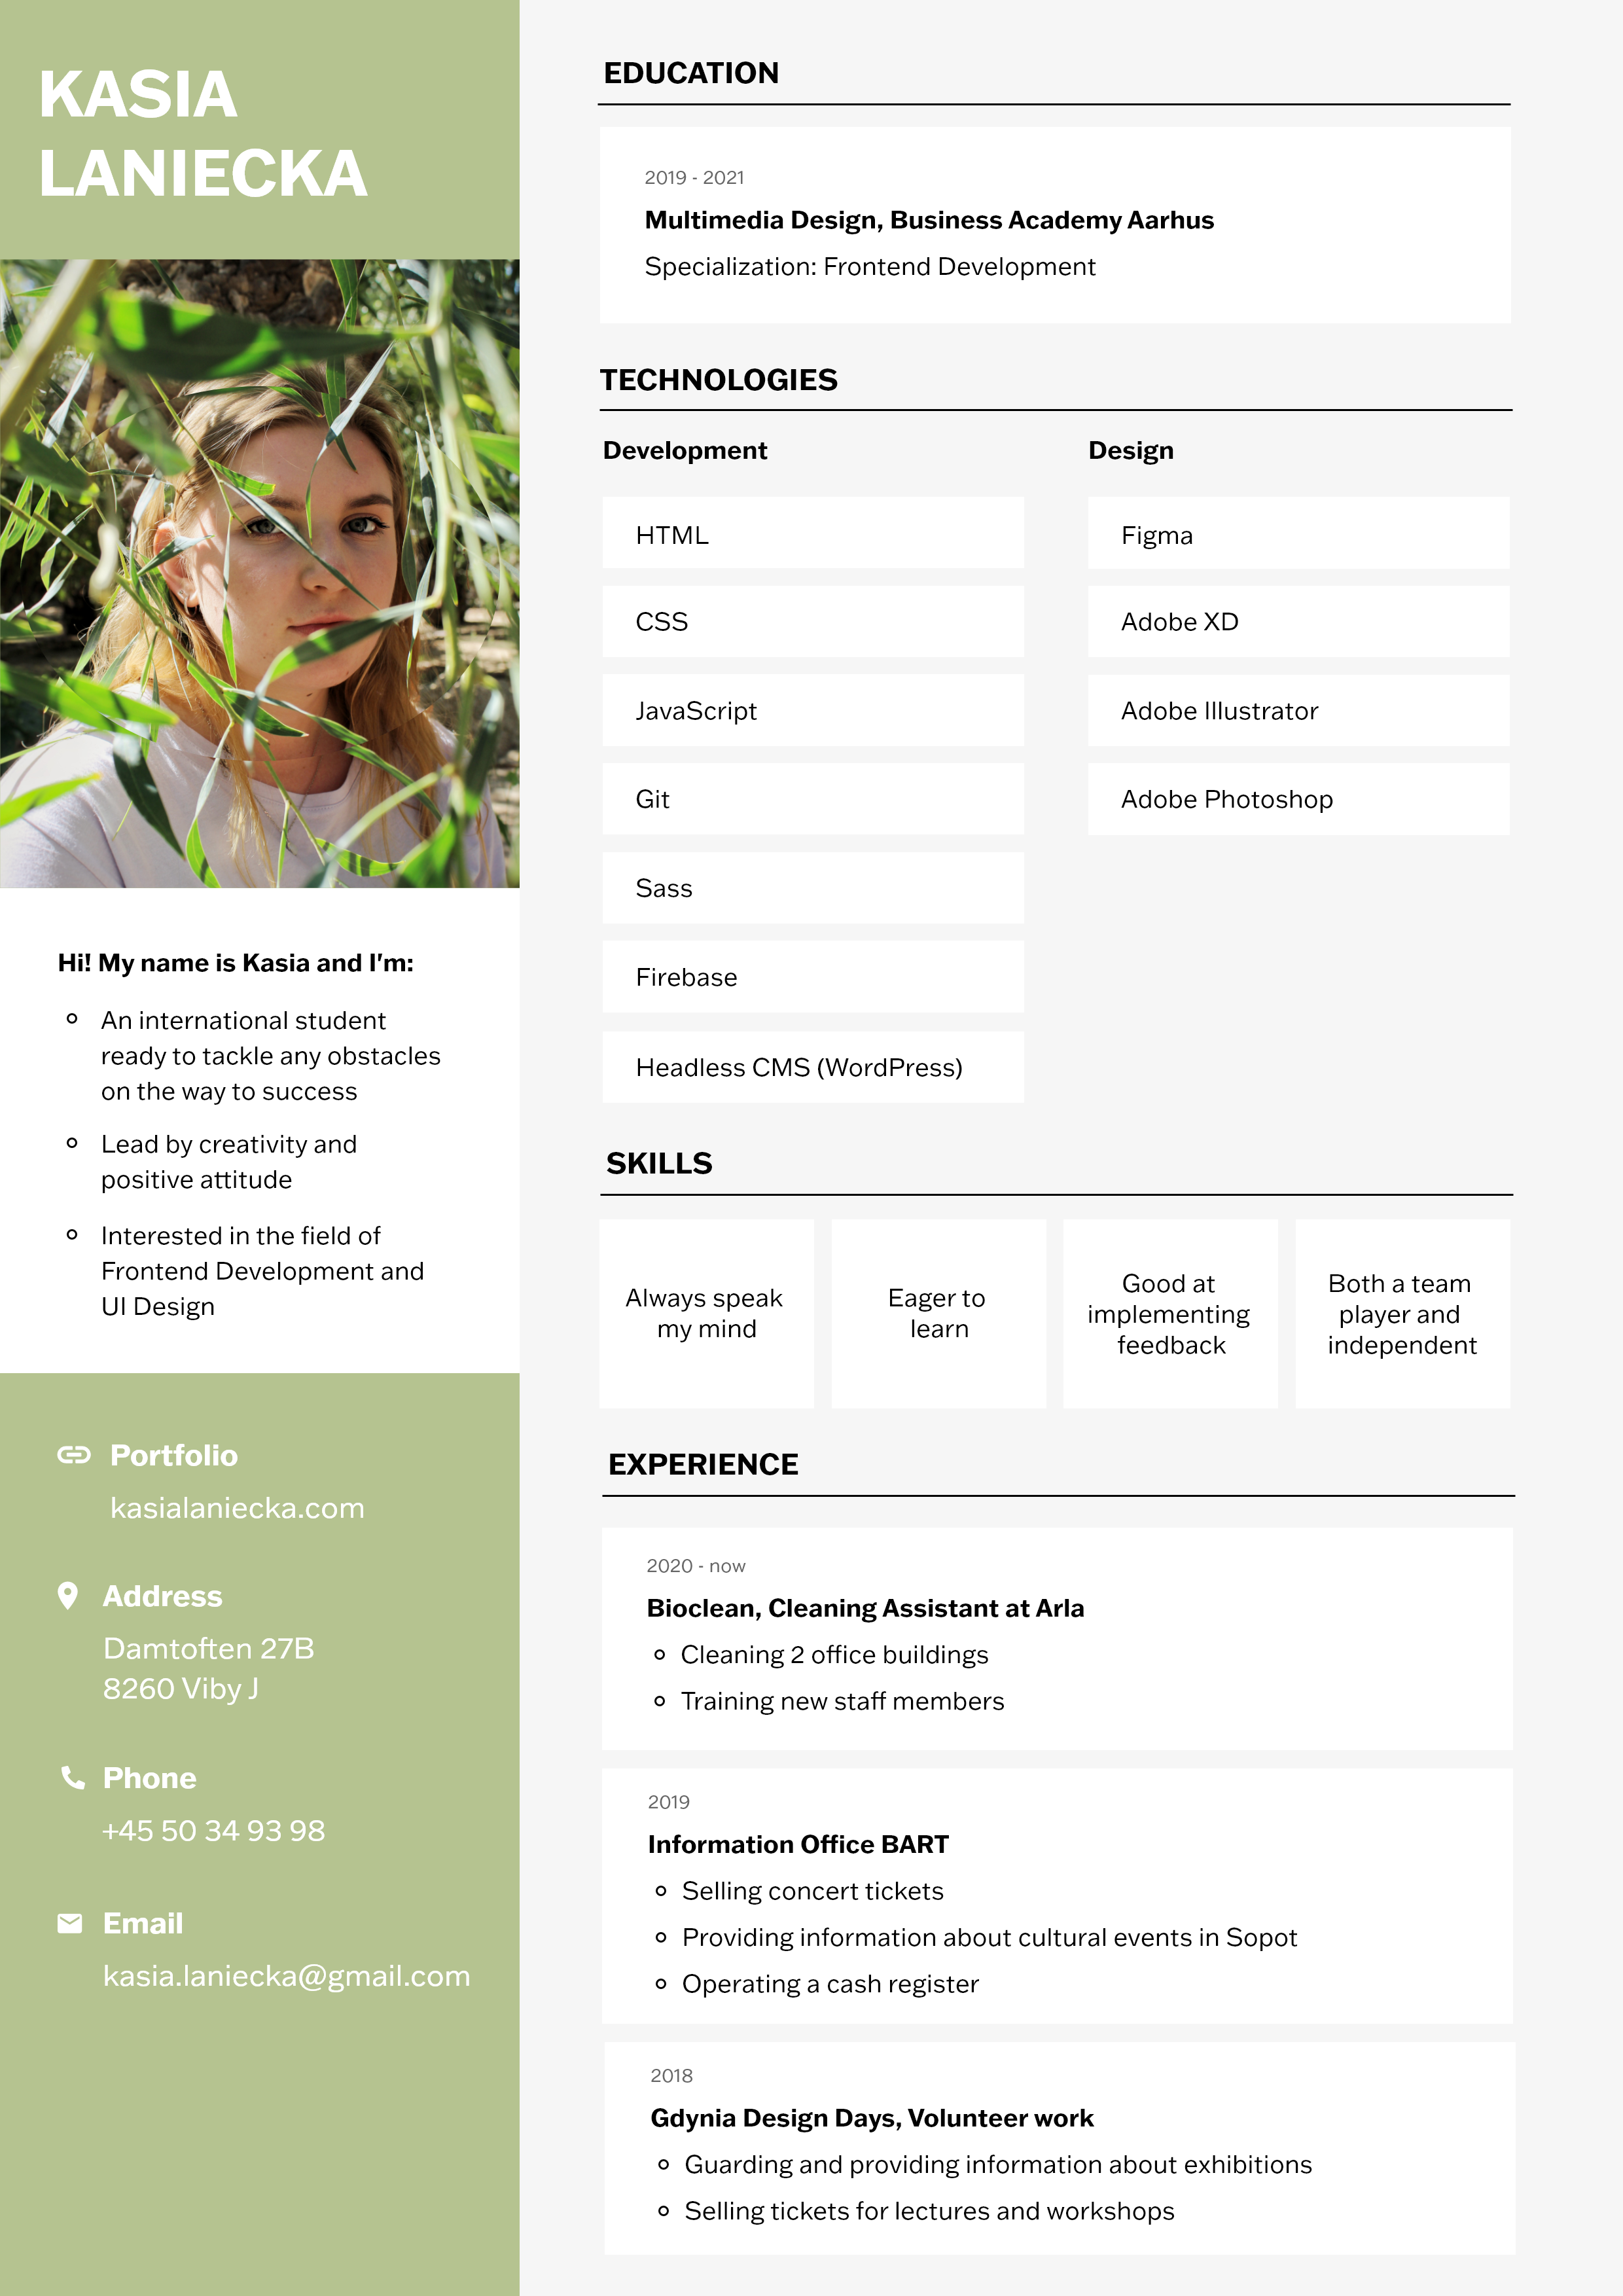 KASIA
LANIECKA
Hi! My name is Kasia and I'm:
An international student
ready to tackle any obstacles
on the way to success
Lead by creativity and
positive attitude
Interested in the field of
Frontend Development and
UI Design
Portfolio
kasialaniecka.com
Address
Damtoften 27B
8260 Viby J
Phone
+45 50 34 93 98
Email
kasia.laniecka@gmail.com
EDUCATION
2019 - 2021
Multimedia Design, Business Academy Aarhus
Specialization: Frontend Development
TECHNOLOGIES
Development
HTML
CSS
JavaScript
Git
Sass
Firebase
Headless CMS (WordPress)
Design
Figma
Adobe XD
Adobe Illustrator
Adobe Photoshop
SKILLS
Always speak
my mind
Eager to
learn
Good at
implementing
feedback
Both a team
player and
independent
EXPERIENCE
2020 - now
Bioclean, Cleaning Assistant at Arla
Cleaning 2 office buildings
Training new staff members
2019
Information Office BART
Selling concert tickets
Providing information about cultural events in Sopot
Operating a cash register
2018
Gdynia Design Days, Volunteer work
Guarding and providing information about exhibitions
Selling tickets for lectures and workshops